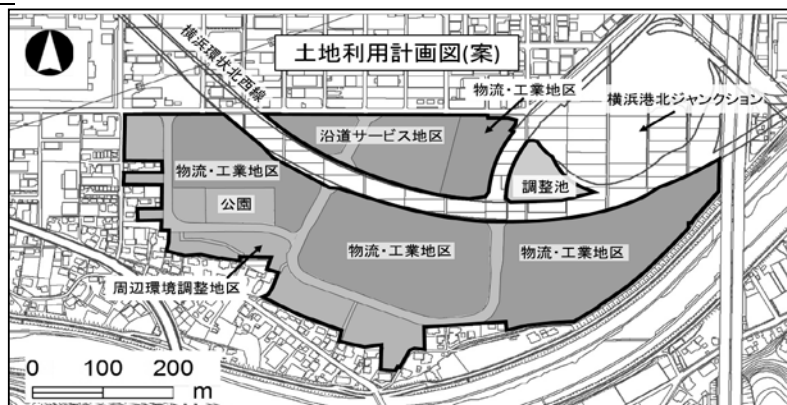 土地利用計画図(案)
横浜環状北西線
物流・工業地区
横浜港北ジャンクション
沿道サービス地区
物流・工業地区
調整池
公園
物流・工業地区
物流・工業地区
周辺環境調整地区
0 100 200
m